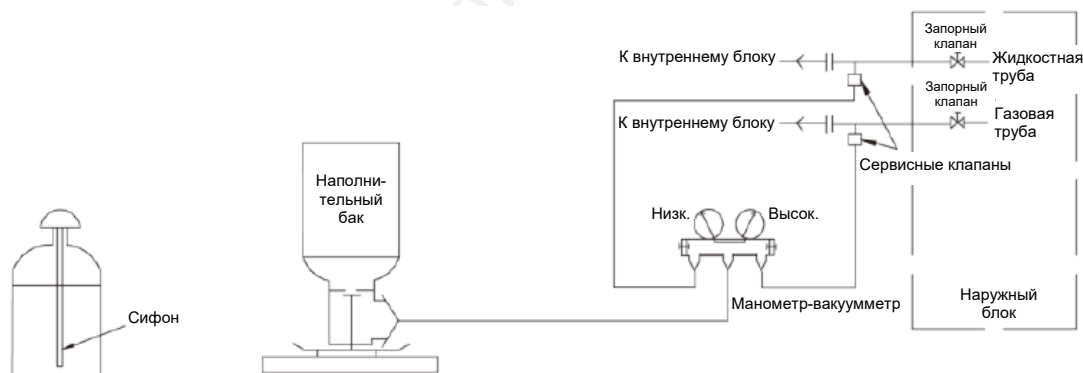 Запорный
клапан
К внутреннему блоку
Жидкостная
труба
Запорный
клапан
К внутреннему блоку
Газовая
труба
Сервисные клапаны
Наполни-
тельный
бак
Низк.
Высок.
Манометр-вакуумметр
Наружный
блок
Сифон